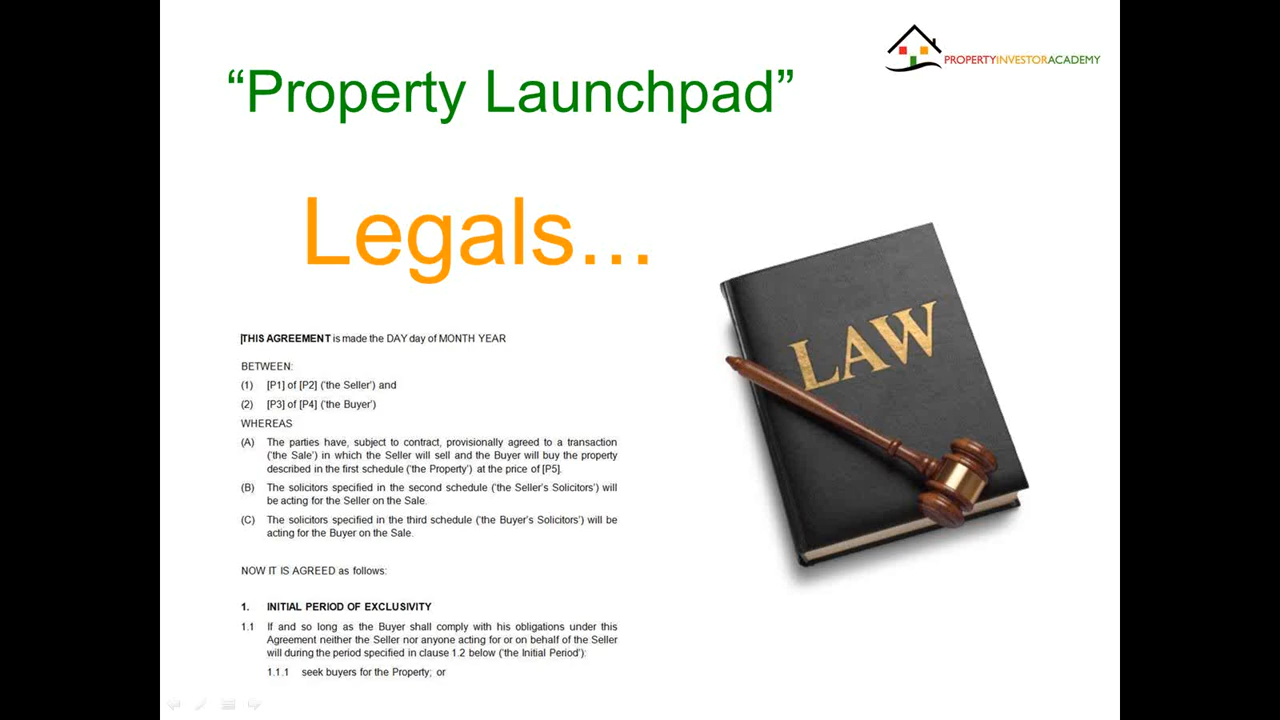 PROPERTYINVESTORACADEMY
“Property Launchpad”
Legals...
LAW
THIS AGREEMENT is made the DAY day of MONTH YEAR
BETWEEN:
(1) [P1] of [P2] (‘the Seller’) and
(2) [P3] of [P4] (‘the Buyer’)
WHEREAS
(A) The parties have, subject to contract, provisionally agreed to a transaction
(‘the Sale’) in which the Seller will sell and the Buyer will buy the property
described in the first schedule (‘the Property’) at the price of [P5].
(B) The solicitors specified in the second schedule (‘the Seller’s Solicitors’) will
be acting for the Seller on the Sale.
(C) The solicitors specified in the third schedule (‘the Buyer’s Solicitors’) will be
acting for the Buyer on the Sale.
NOW IT IS AGREED as follows:
1. INITIAL PERIOD OF EXCLUSIVITY
1.1 If and so long as the Buyer shall comply with his obligations under this
Agreement neither the Seller nor anyone acting for or on behalf of the Seller
will during the period specified in clause 1.2 below (‘the Initial Period’):
1.1.1 seek buyers for the Property; or